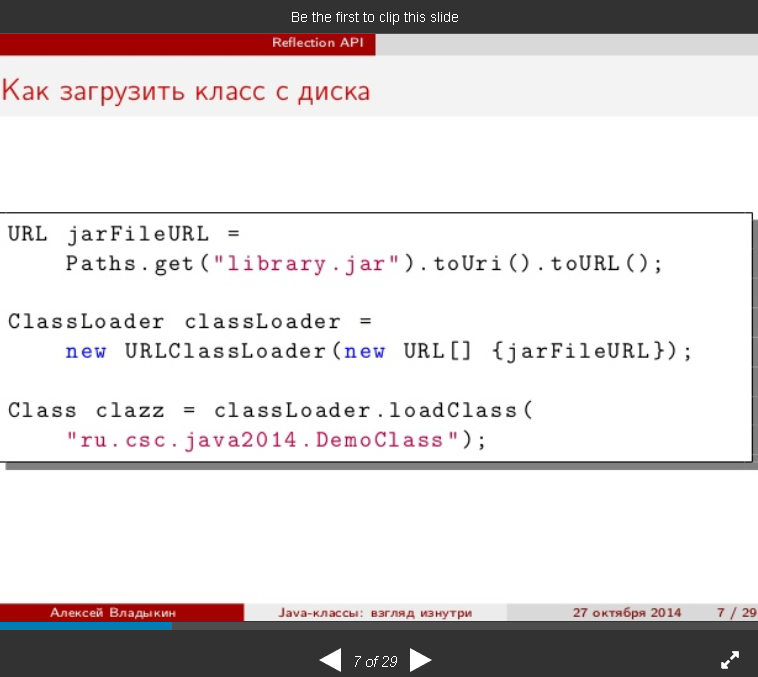 Be the first to clip this slide
Reflection API
Как загрузить класс с диска
URL jarFileURL =
    Paths.get("library.jar").toUri().toURL();
ClassLoader classLoader =
    new URLClassLoader(new URL[] {jarFileURL});
Class clazz = classLoader.loadClass(
    "ru.csc.java2014.DemoClass");
Алексей Владыкин Java-классы: взгляд изнутри 27 октября 2014 7 / 29
7 of 29